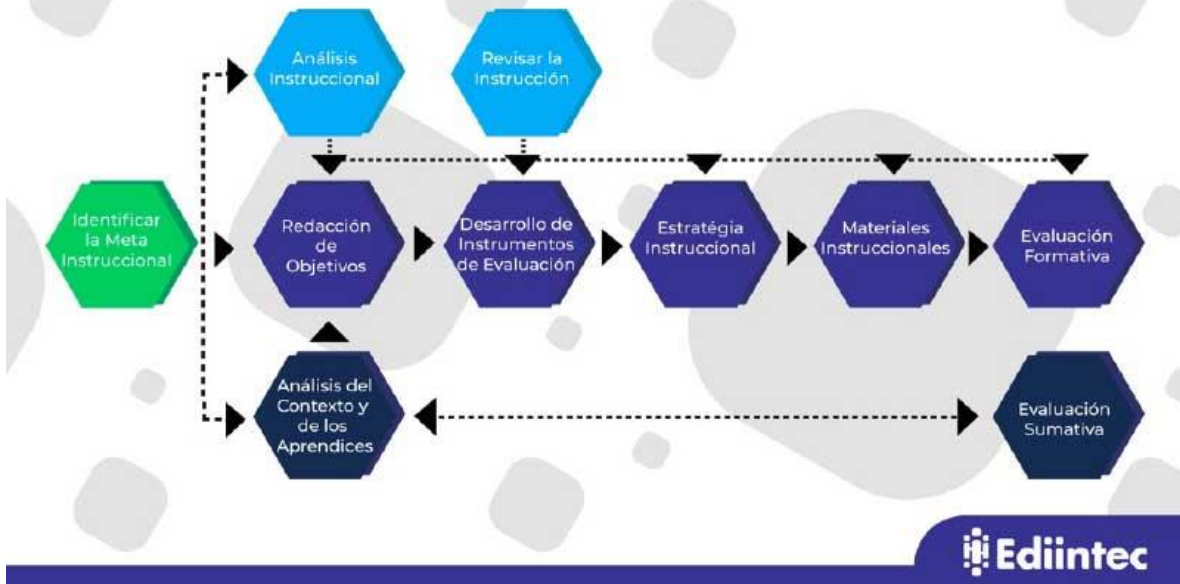 Análisis
Instruccional
Revisar la
Instrucción
Identificar
la Meta
Instruccional
Redacción
de
Objetivos
Desarrollo de
Instrumentos
de Evaluación
Estratégia
Instruccional
Materiales
Instruccionales
Evaluación
Formativa
Análisis del
Contexto y
de los
Aprendices
Evaluación
Sumativa
Ediintec